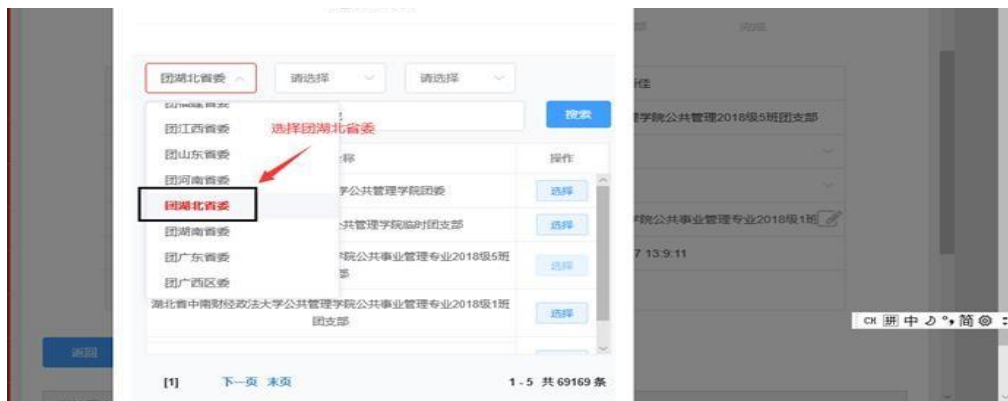 团湖北省委 请选择 请选择
团江西省委 选择团湖北省委 搜索
团山东省委 称 操作
团河南省委 学公共管理学院团委 选择
团湖北省委
团湖南省委 公共管理学院临时团支部 选择
团广东省委 学院公共事业管理专业2018级5班 选择
团广西区委 部
湖北省中南财经政法大学公共管理学院公共事业管理专业2018级1班 选择
团支部
[1] 下一页 末页 1 - 5 共 69169 条
完成
学院公共管理2018级5班团支部
学院公共事业管理专业2018级1班
7 13:9:11
返回
CH 拼 中 简